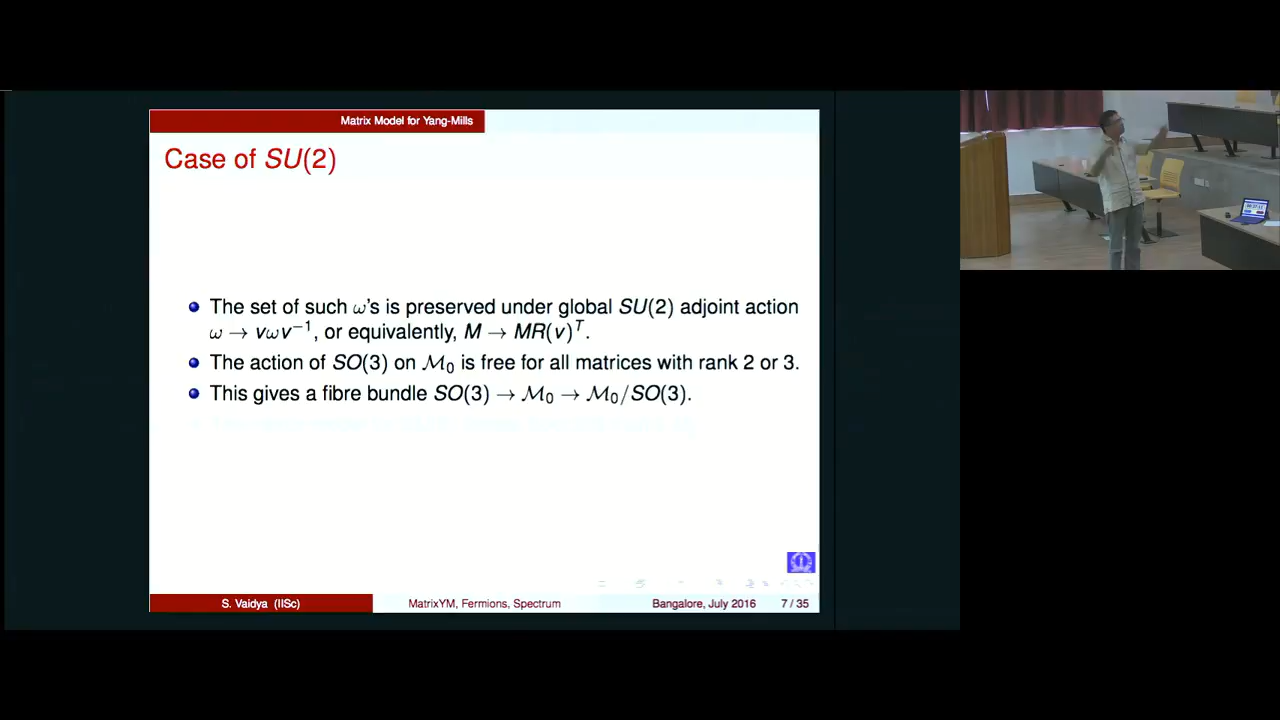 Matrix Model for Yang-Mills
Case of SU(2)
The set of such ω's is preserved under global SU(2) adjoint action
ω → vωv⁻¹, or equivalently, M → MR(v)ᵀ.
The action of SO(3) on ℳ₀ is free for all matrices with rank 2 or 3.
This gives a fibre bundle SO(3) → ℳ₀ → ℳ₀/SO(3).
S. Vaidya (IISc) MatrixYM, Fermions, Spectrum Bangalore, July 2016 7 / 35